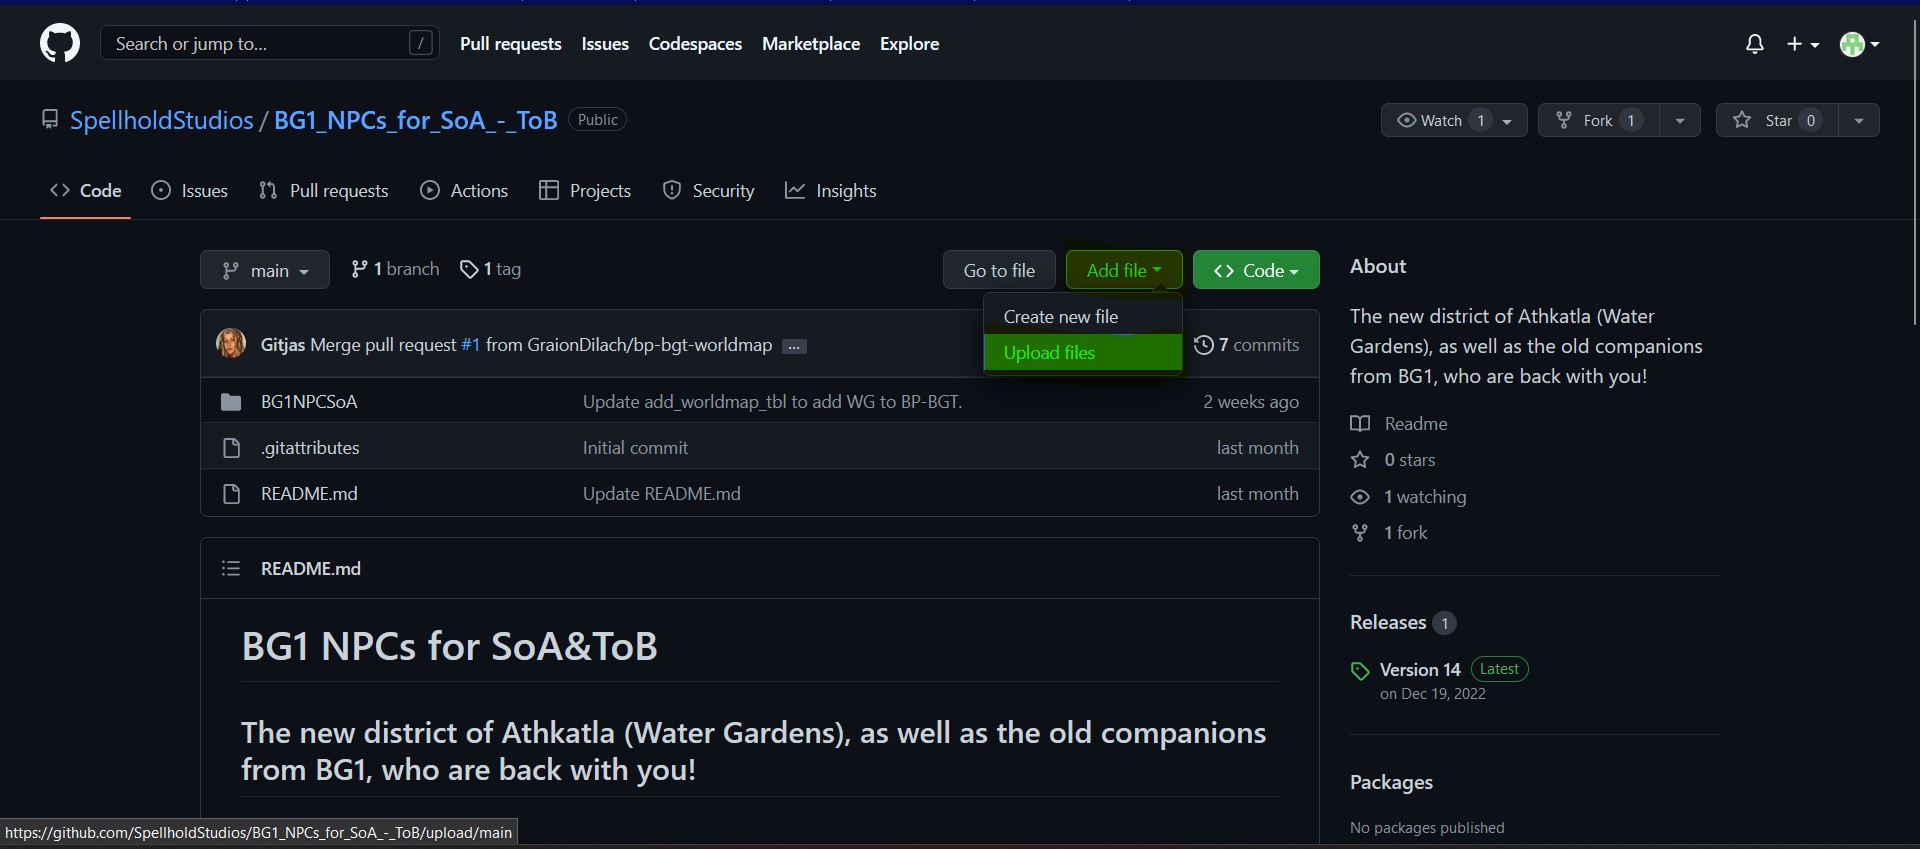 Search or jump to... / Pull requests Issues Codespaces Marketplace Explore
SpellholdStudios / BG1_NPCs_for_SoA_-_ToB Public Watch 1 Fork 1 Star 0
Code Issues Pull requests Actions Projects Security Insights
main 1 branch 1 tag Go to file Add file Code
Create new file
Upload files
Gitjas Merge pull request #1 from GraionDilach/bp-bgt-worldmap ... 7 commits
BG1NPCSoA Update add_worldmap_tbl to add WG to BP-BGT. 2 weeks ago
.gitattributes Initial commit last month
README.md Update README.md last month
README.md
BG1 NPCs for SoA&ToB
The new district of Athkatla (Water Gardens), as well as the old companions
from BG1, who are back with you!
About
The new district of Athkatla (Water
Gardens), as well as the old companions
from BG1, who are back with you!
Readme
0 stars
1 watching
1 fork
Releases 1
Version 14 Latest
on Dec 19, 2022
Packages
No packages published
https://github.com/SpellholdStudios/BG1_NPCs_for_SoA_-_ToB/upload/main